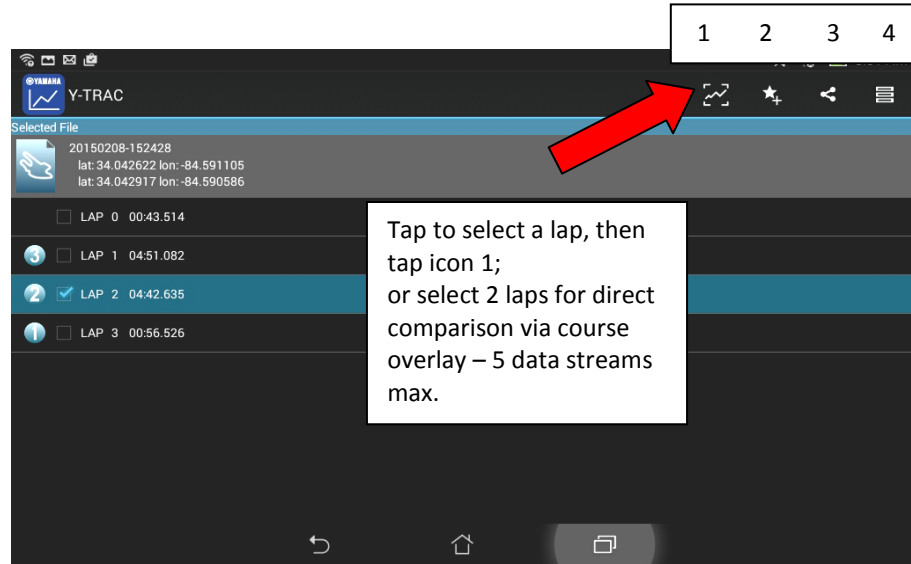 1 2 3 4
YAMAHA
Y-TRAC
Selected File
20150208-152428
lat: 34.042622 lon: -84.591105
lat: 34.042917 lon: -84.590586
LAP 0 00:43.514
3 LAP 1 04:51.082
2 LAP 2 04:42.635
1 LAP 3 00:56.526
Tap to select a lap, then
tap icon 1;
or select 2 laps for direct
comparison via course
overlay – 5 data streams
max.